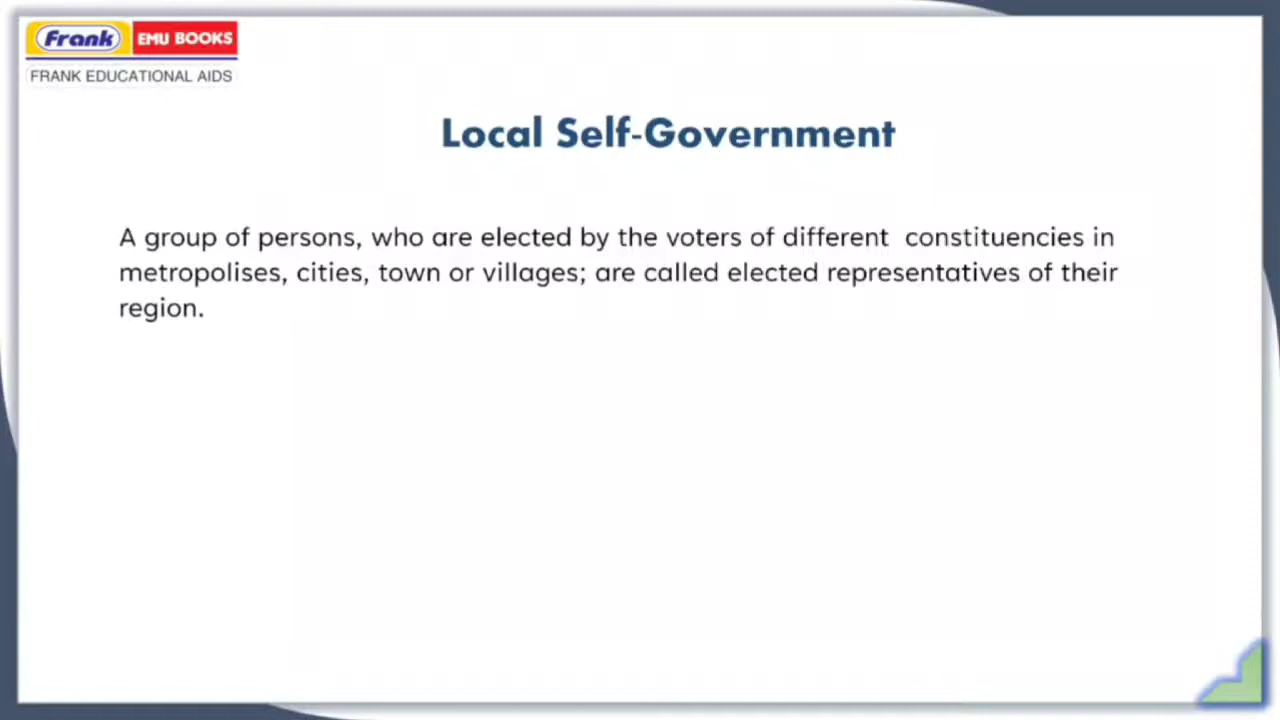 Frank EMU BOOKS
FRANK EDUCATIONAL AIDS
Local Self-Government
A group of persons, who are elected by the voters of different  constituencies in
metropolises, cities, town or villages; are called elected representatives of their
region.